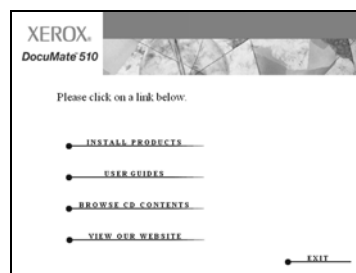 XEROX®
DocuMate® 510
Please click on a link below.
INSTALL PRODUCTS
USER GUIDES
BROWSE CD CONTENTS
VIEW OUR WEBSITE
EXIT